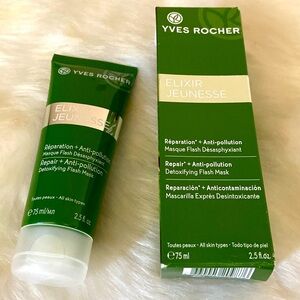 YVES ROCHER
ELIXIR
JEUNESSE
Réparation + Anti-pollution
Masque Flash Désasphyxiant
Repair + Anti-pollution
Detoxifying Flash Mask
Toutes peaux - All skin types
℮75 ml/
2.5 fl.oz.
YVES ROCHER
ELIXIR
JEUNESSE
Réparation + Anti-pollution
Masque Flash Désasphyxiant
Repair + Anti-pollution
Detoxifying Flash Mask
Reparación + Anticontaminación
Mascarilla Exprés Desintoxicante
Toutes peaux - All skin types - Todo tipo de piel
℮75 ml 2.5 fl.oz.